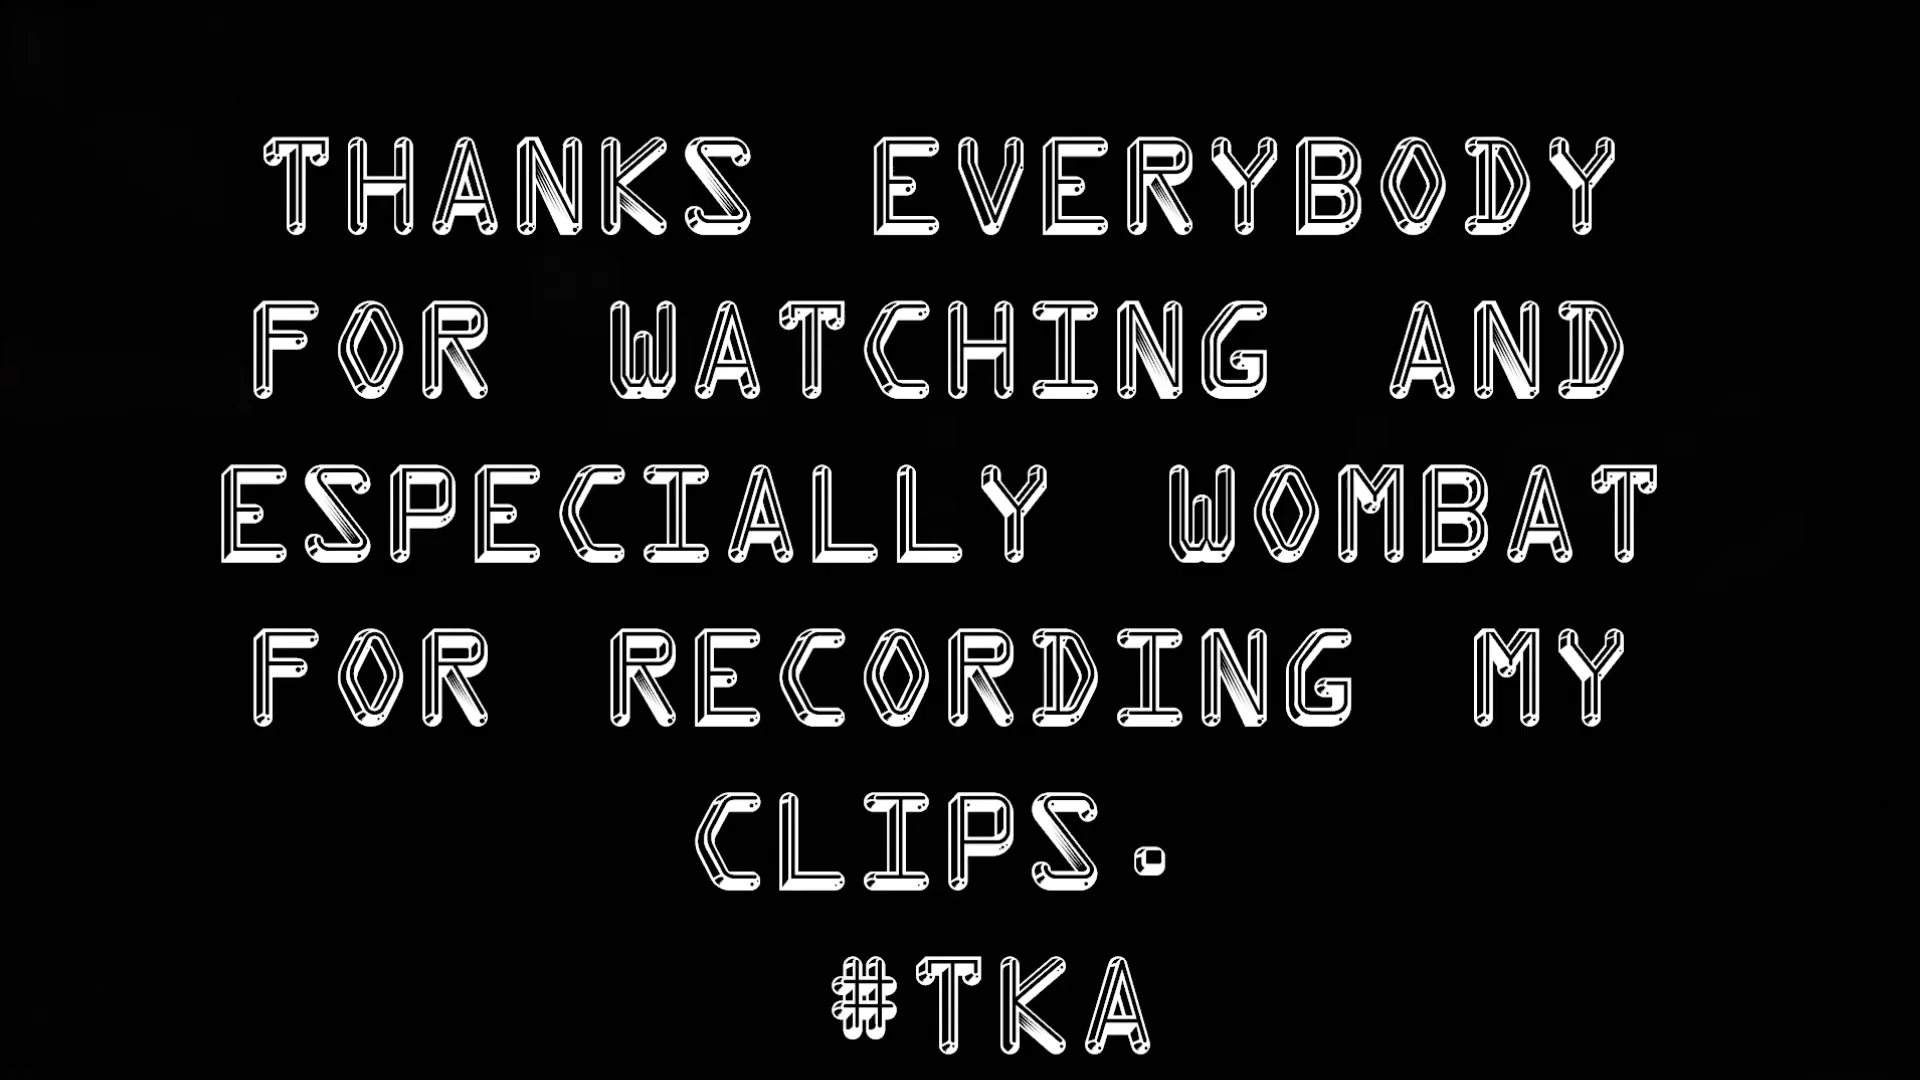 THANKS EVERYBODY
FOR WATCHING AND
ESPECIALLY WOMBAT
FOR RECORDING MY
CLIPS.
#TKA